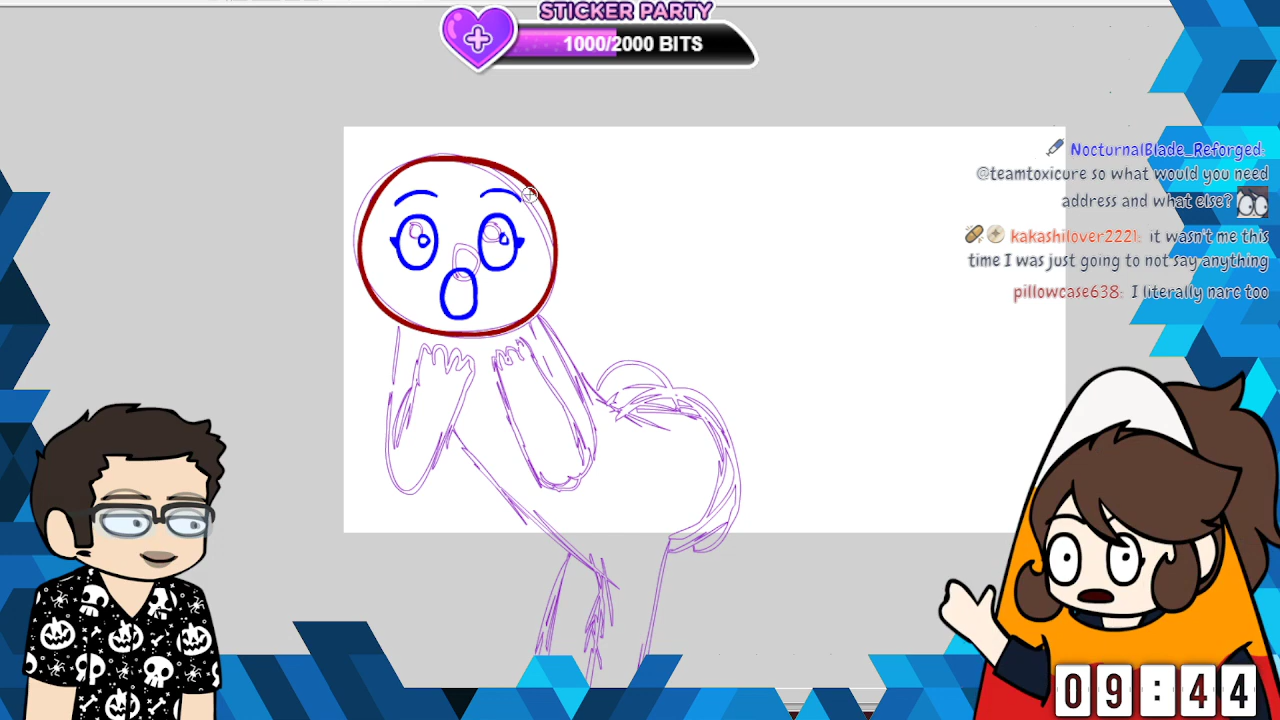 STICKER PARTY
1000/2000 BITS
NocturnalBlade_Reforged:
@teamtoxicure so what would you need
address and what else?
kakashilover2221: it wasn't me this
time I was just going to not say anything
pillowcase638: I literally narc too
09:44